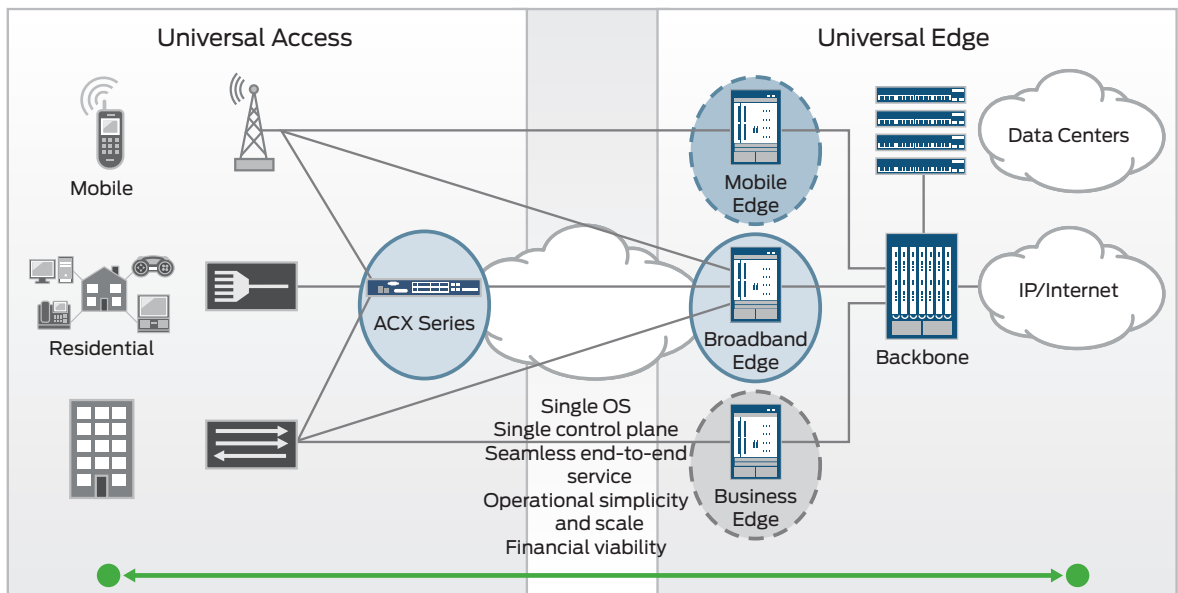 Universal Access
Universal Edge
Mobile
Mobile
Edge
Data Centers
Residential
ACX Series
Broadband
Edge
Backbone
IP/Internet
Single OS
Single control plane
Seamless end-to-end
service
Operational simplicity
and scale
Financial viability
Business
Edge